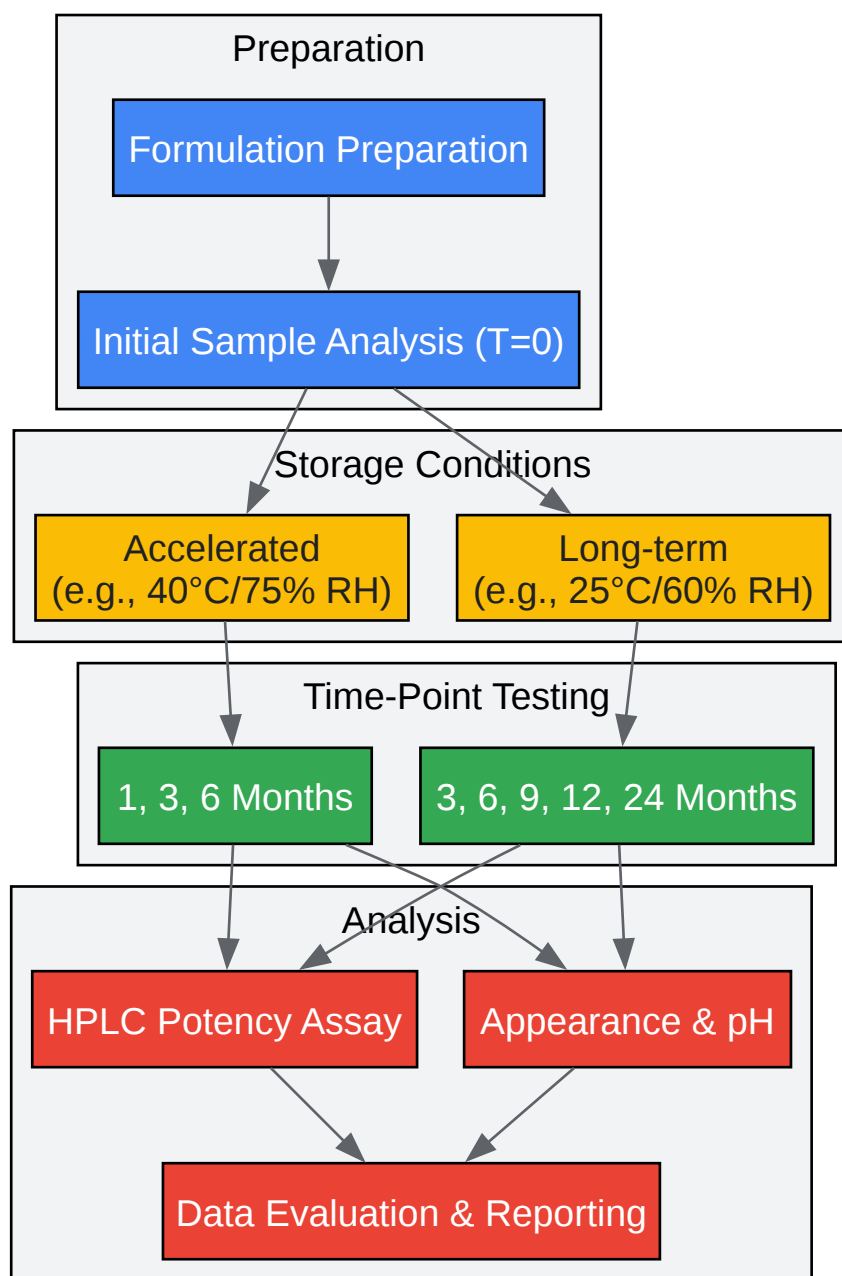 Preparation
Formulation Preparation
Initial Sample Analysis (T=0)
Storage Conditions
Accelerated
(e.g., 40°C/75% RH)
Long-term
(e.g., 25°C/60% RH)
Time-Point Testing
1, 3, 6 Months
3, 6, 9, 12, 24 Months
Analysis
HPLC Potency Assay
Appearance & pH
Data Evaluation & Reporting